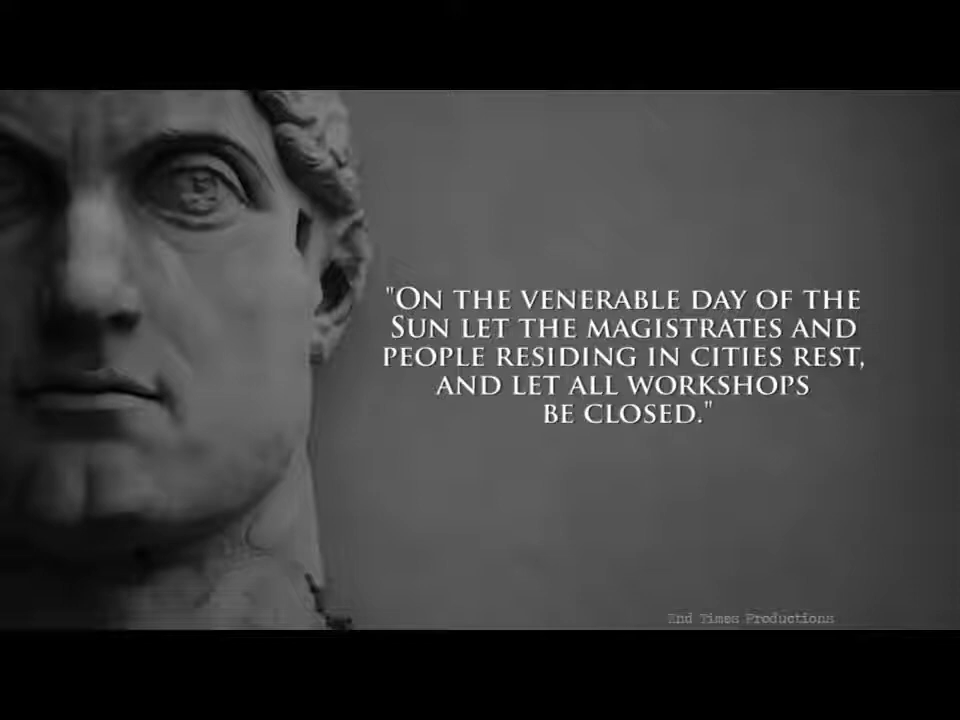 "On the venerable day of the
Sun let the magistrates and
people residing in cities rest,
and let all workshops
be closed."
End Times Productions